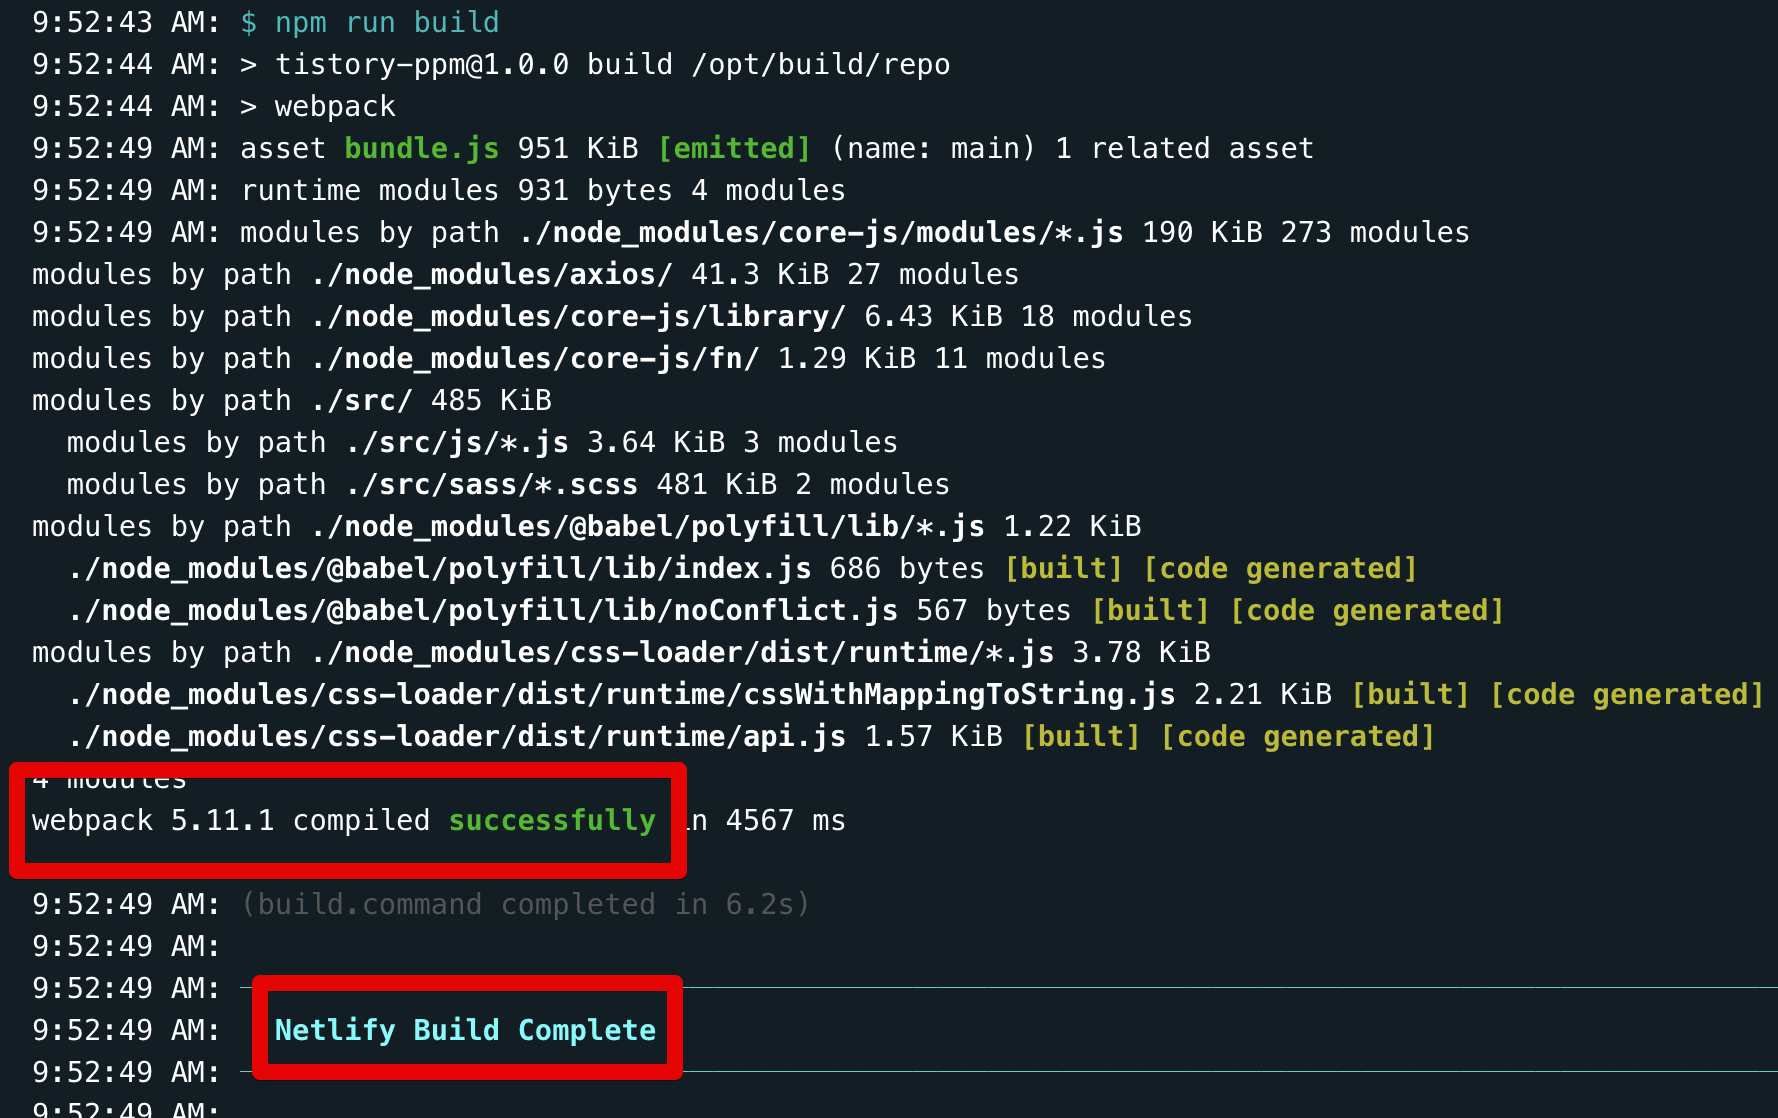 9:52:43 AM: $ npm run build
9:52:44 AM: > tistory-ppm@1.0.0 build /opt/build/repo
9:52:44 AM: > webpack
9:52:49 AM: asset bundle.js 951 KiB [emitted] (name: main) 1 related asset
9:52:49 AM: runtime modules 931 bytes 4 modules
9:52:49 AM: modules by path ./node_modules/core-js/modules/*.js 190 KiB 273 modules
modules by path ./node_modules/axios/ 41.3 KiB 27 modules
modules by path ./node_modules/core-js/library/ 6.43 KiB 18 modules
modules by path ./node_modules/core-js/fn/ 1.29 KiB 11 modules
modules by path ./src/ 485 KiB
  modules by path ./src/js/*.js 3.64 KiB 3 modules
  modules by path ./src/sass/*.scss 481 KiB 2 modules
modules by path ./node_modules/@babel/polyfill/lib/*.js 1.22 KiB
  ./node_modules/@babel/polyfill/lib/index.js 686 bytes [built] [code generated]
  ./node_modules/@babel/polyfill/lib/noConflict.js 567 bytes [built] [code generated]
modules by path ./node_modules/css-loader/dist/runtime/*.js 3.78 KiB
  ./node_modules/css-loader/dist/runtime/cssWithMappingToString.js 2.21 KiB [built] [code generated]
  ./node_modules/css-loader/dist/runtime/api.js 1.57 KiB [built] [code generated]
4 modules
webpack 5.11.1 compiled successfully in 4567 ms
9:52:49 AM: (build.command completed in 6.2s)
9:52:49 AM:
9:52:49 AM:
9:52:49 AM: Netlify Build Complete
9:52:49 AM:
9:52:49 AM: